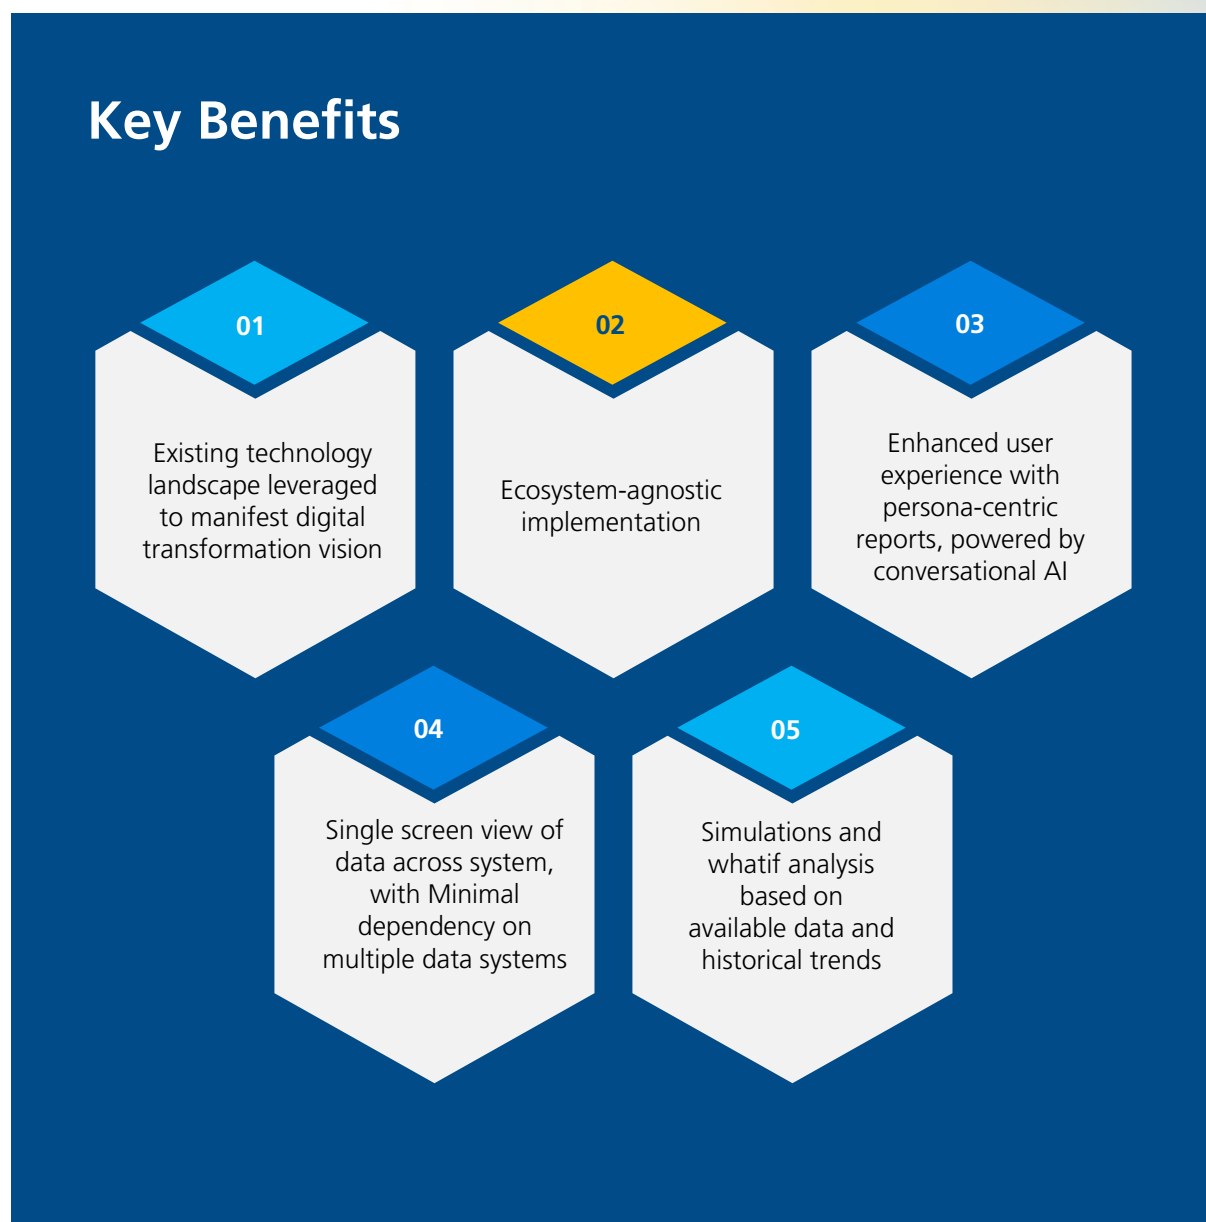 Key Benefits
01
Existing technology
landscape leveraged
to manifest digital
transformation vision
02
Ecosystem-agnostic
implementation
03
Enhanced user
experience with
persona-centric
reports, powered by
conversational AI
04
Single screen view of
data across system,
with Minimal
dependency on
multiple data systems
05
Simulations and
whatif analysis
based on
available data and
historical trends